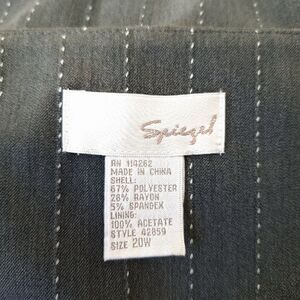 Spiegel
RN 114262
MADE IN CHINA
SHELL:
67% POLYESTER
28% RAYON
5% SPANDEX
LINING:
100% ACETATE
STYLE 42859
SIZE 20W